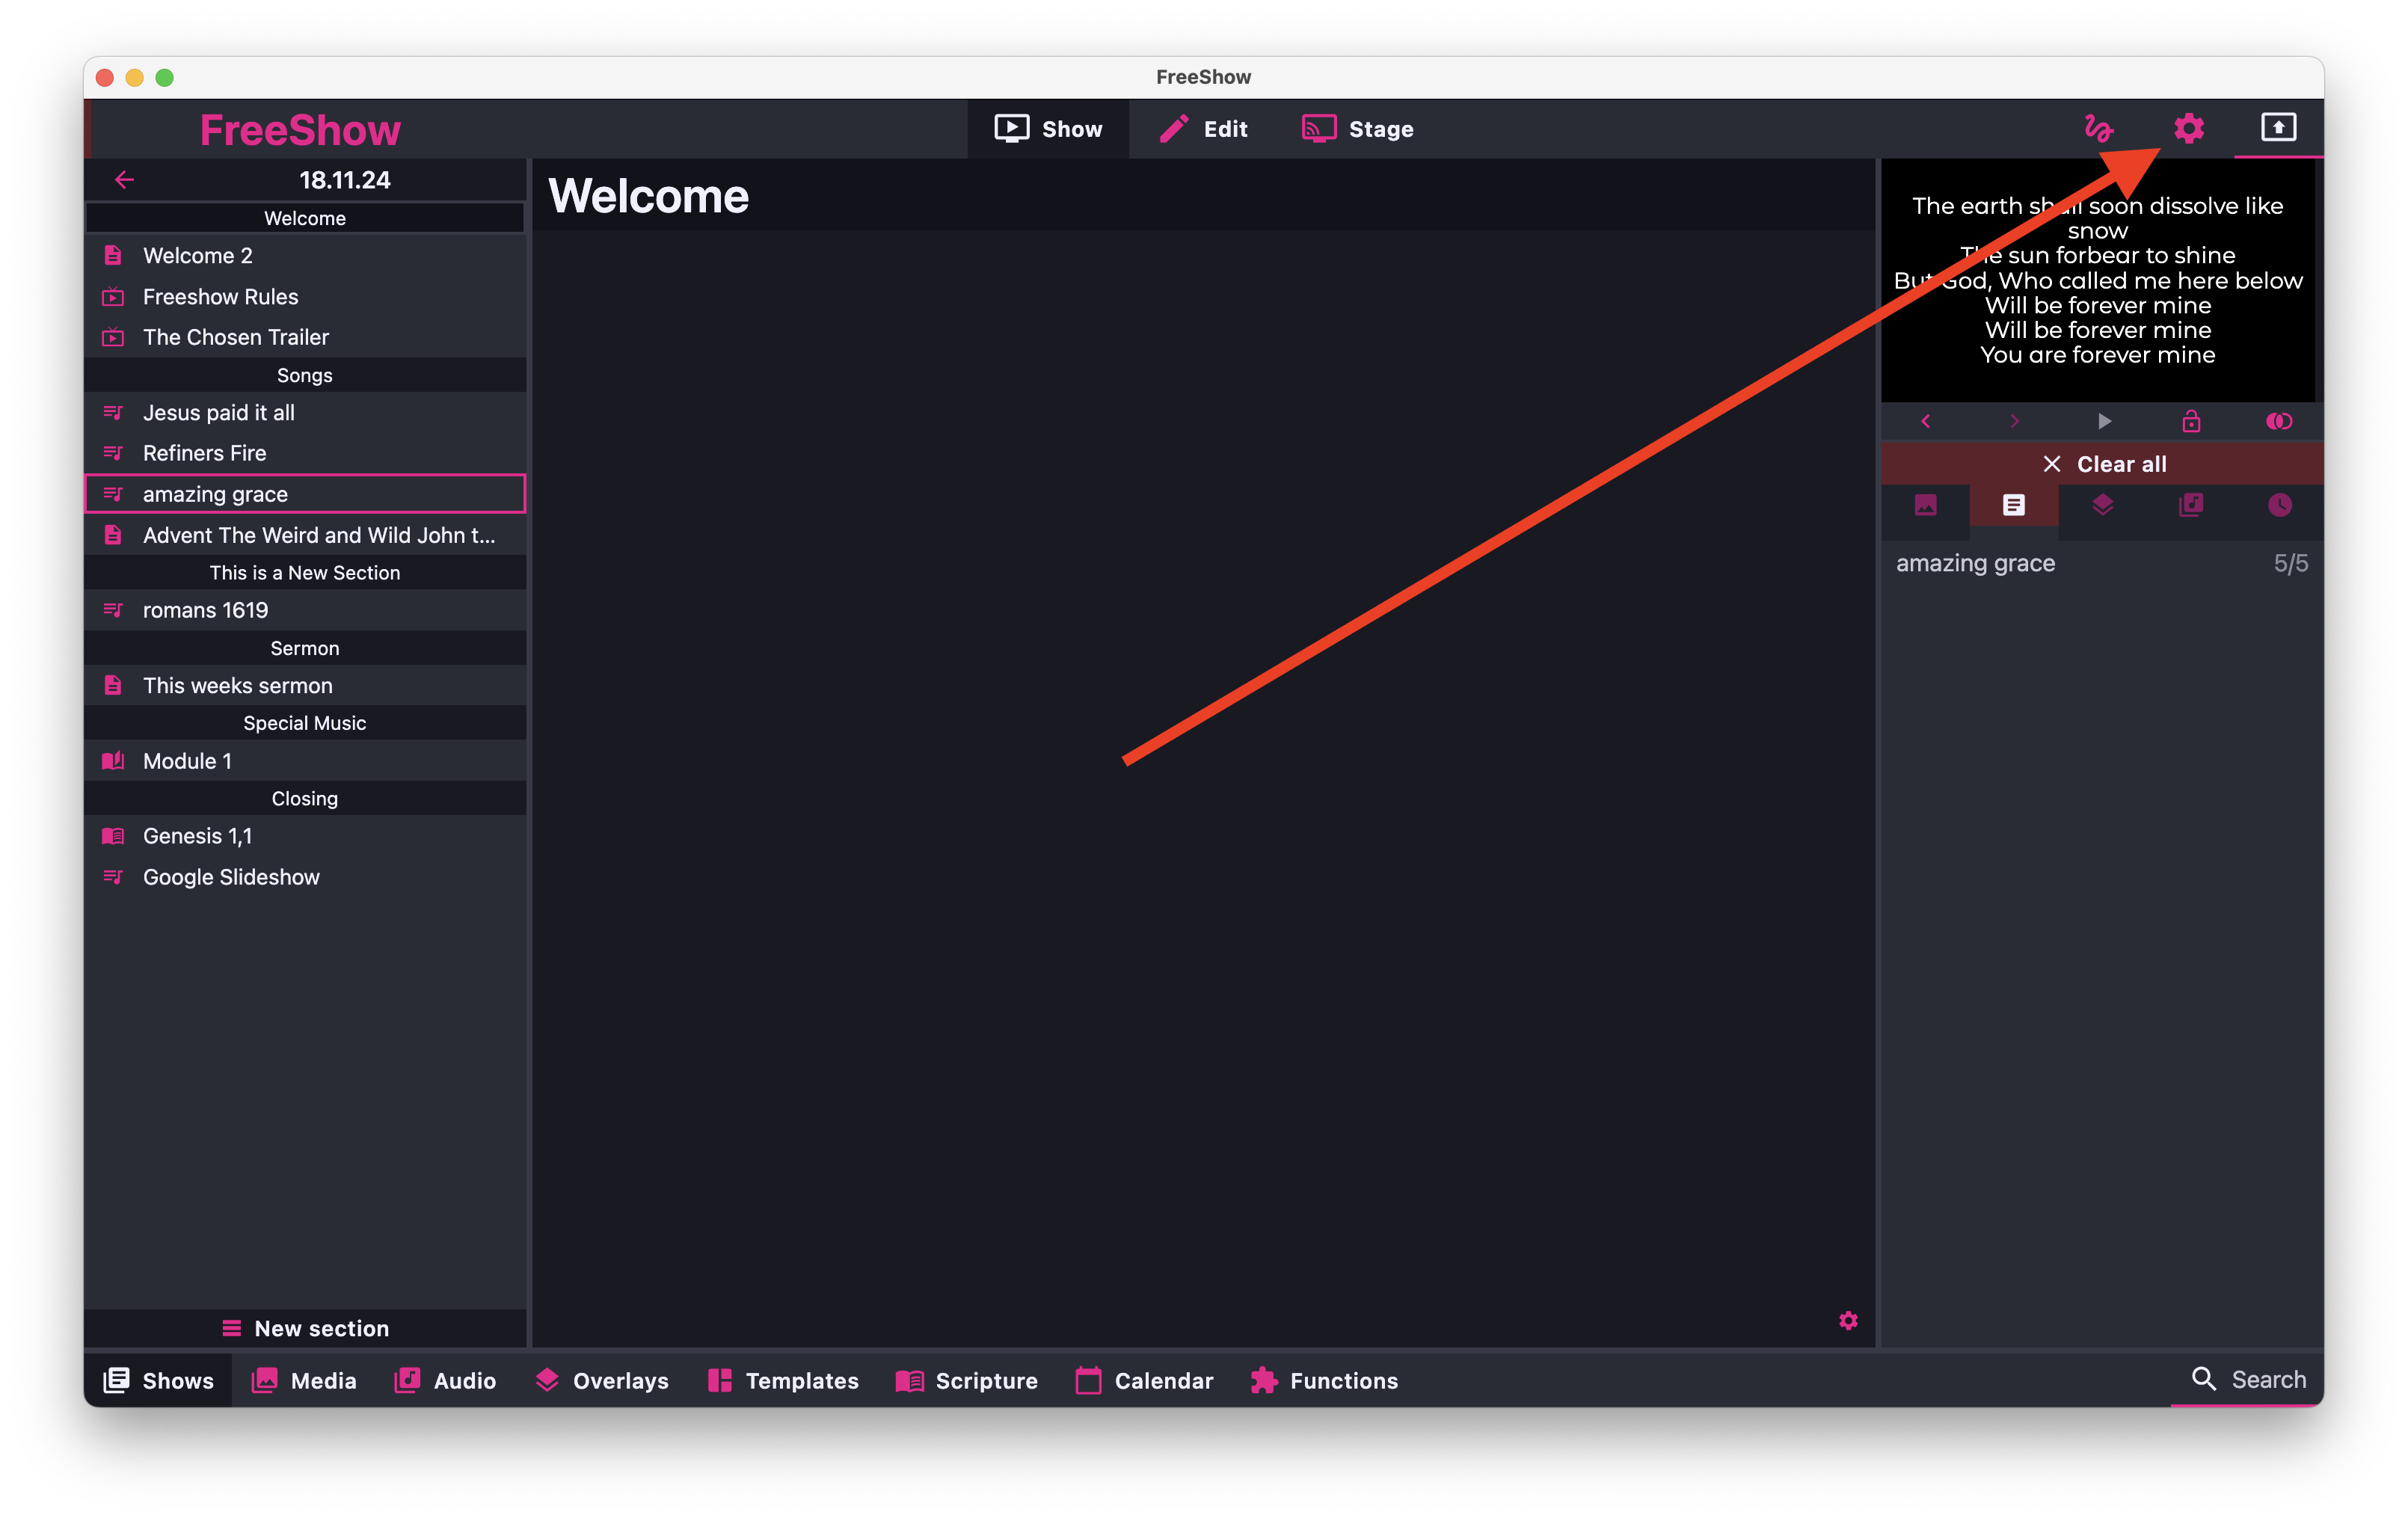 FreeShow
FreeShow
Show
Edit
Stage
18.11.24
Welcome
Welcome 2
Freeshow Rules
The Chosen Trailer
Songs
Jesus paid it all
Refiners Fire
amazing grace
Advent The Weird and Wild John t...
This is a New Section
romans 1619
Sermon
This weeks sermon
Special Music
Module 1
Closing
Genesis 1,1
Google Slideshow
New section
Welcome
The earth shall soon dissolve like
snow
The sun forbear to shine
But God, Who called me here below
Will be forever mine
Will be forever mine
You are forever mine
Clear all
amazing grace 5/5
Shows
Media
Audio
Overlays
Templates
Scripture
Calendar
Functions
Search